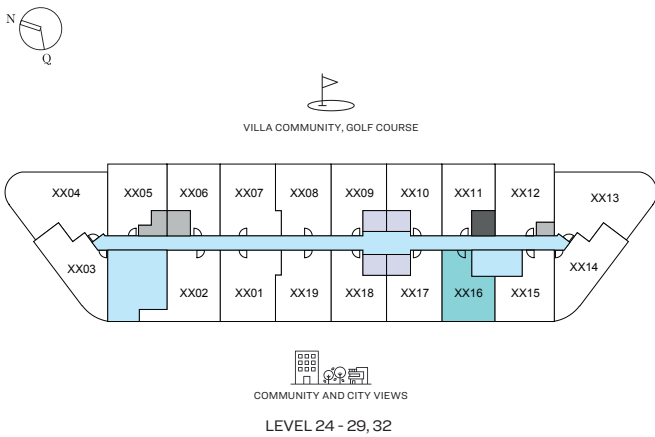 N
Q
VILLA COMMUNITY, GOLF COURSE
XX04 XX05 XX06 XX07 XX08 XX09 XX10 XX11 XX12 XX13
XX03 XX02 XX01 XX19 XX18 XX17 XX16 XX15 XX14
COMMUNITY AND CITY VIEWS
LEVEL 24 - 29, 32